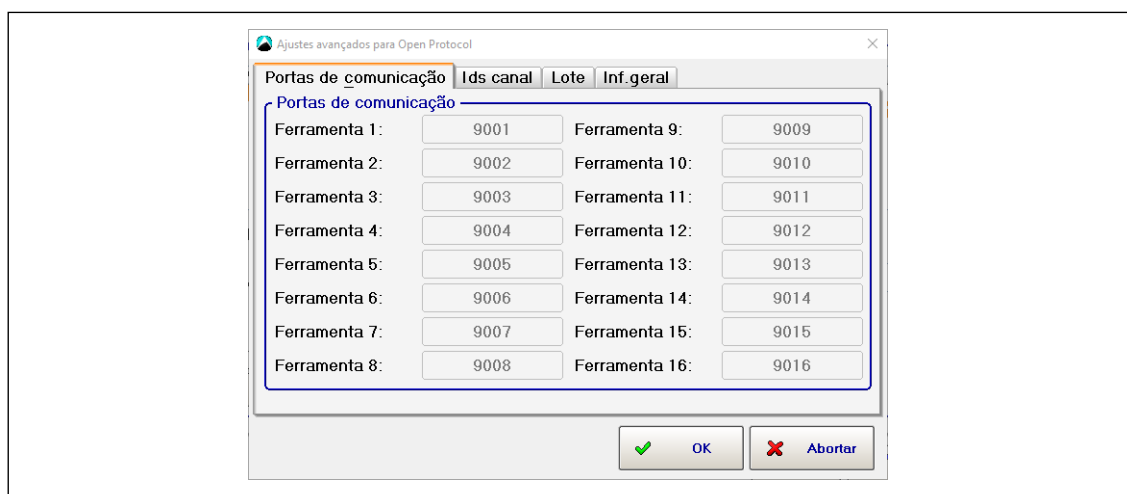 Ajustes avançados para Open Protocol
Portas de comunicação Ids canal Lote Inf.geral
Portas de comunicação
Ferramenta 1: 9001 Ferramenta 9: 9009
Ferramenta 2: 9002 Ferramenta 10: 9010
Ferramenta 3: 9003 Ferramenta 11: 9011
Ferramenta 4: 9004 Ferramenta 12: 9012
Ferramenta 5: 9005 Ferramenta 13: 9013
Ferramenta 6: 9006 Ferramenta 14: 9014
Ferramenta 7: 9007 Ferramenta 15: 9015
Ferramenta 8: 9008 Ferramenta 16: 9016
OK Abortar